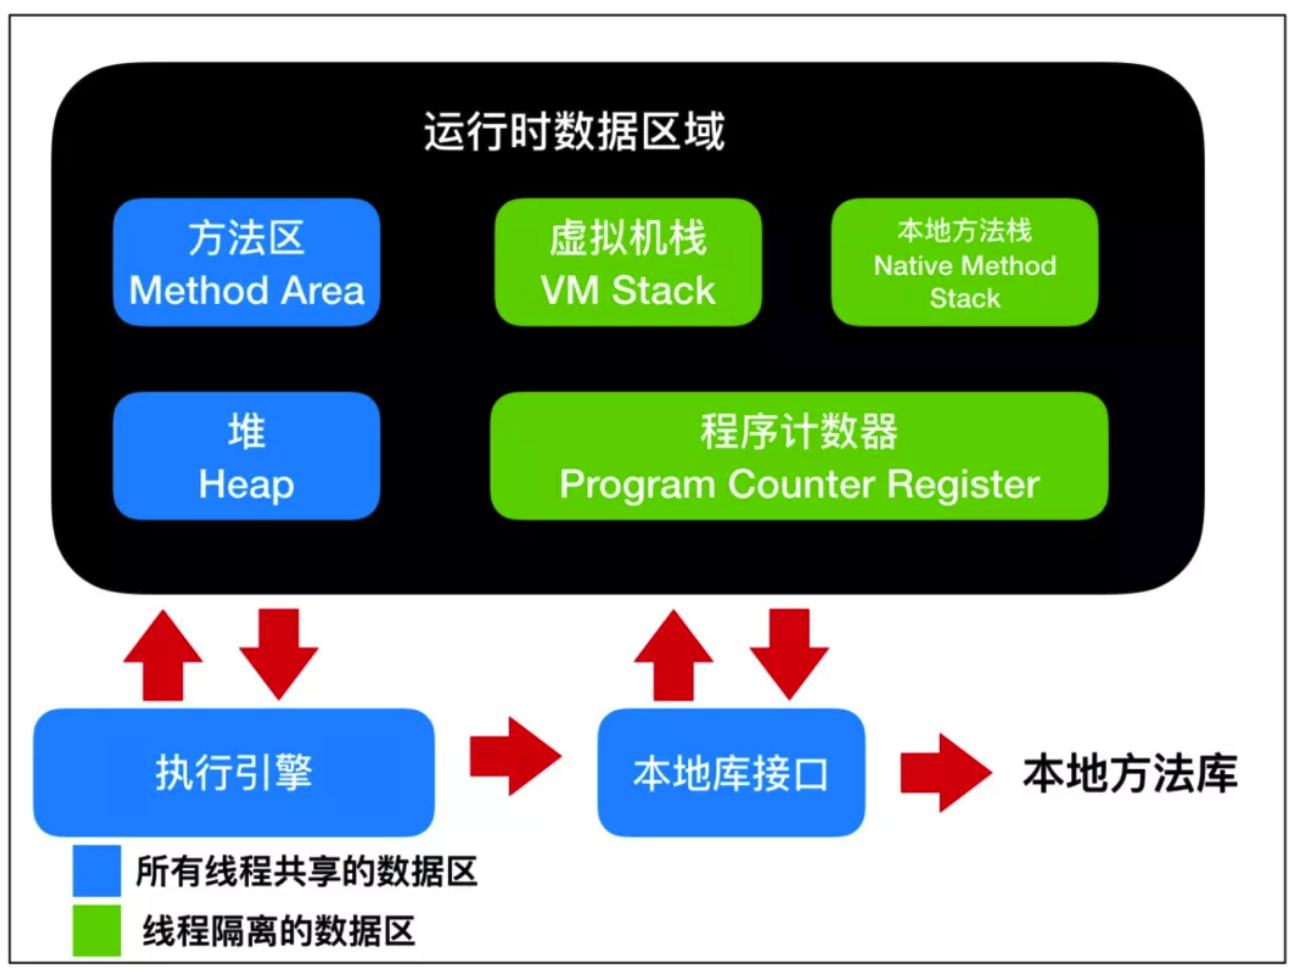 运行时数据区域
方法区
Method Area
虚拟机栈
VM Stack
本地方法栈
Native Method
Stack
堆
Heap
程序计数器
Program Counter Register
执行引擎
本地库接口
本地方法库
所有线程共享的数据区
线程隔离的数据区